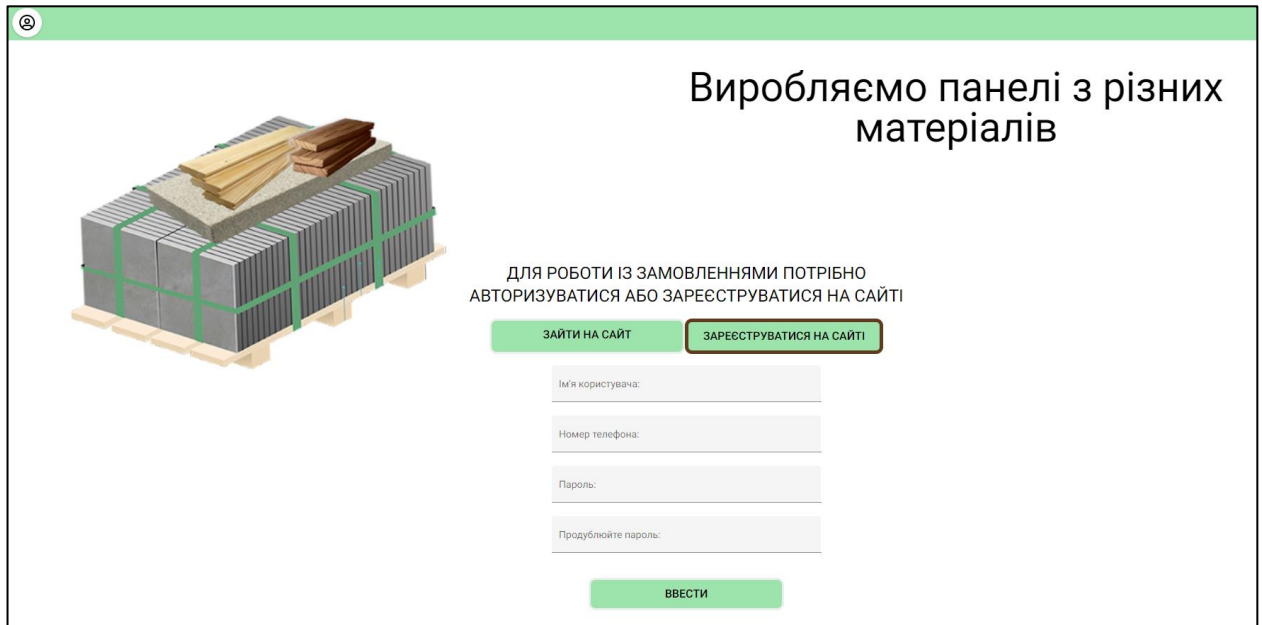 Виробляємо панелі з різних
матеріалів
ДЛЯ РОБОТИ ІЗ ЗАМОВЛЕННЯМИ ПОТРІБНО
АВТОРИЗУВАТИСЯ АБО ЗАРЕЄСТРУВАТИСЯ НА САЙТІ
ЗАЙТИ НА САЙТ
ЗАРЕЄСТРУВАТИСЯ НА САЙТІ
Ім'я користувача:
Номер телефона:
Пароль:
Продублюйте пароль:
ВВЕСТИ